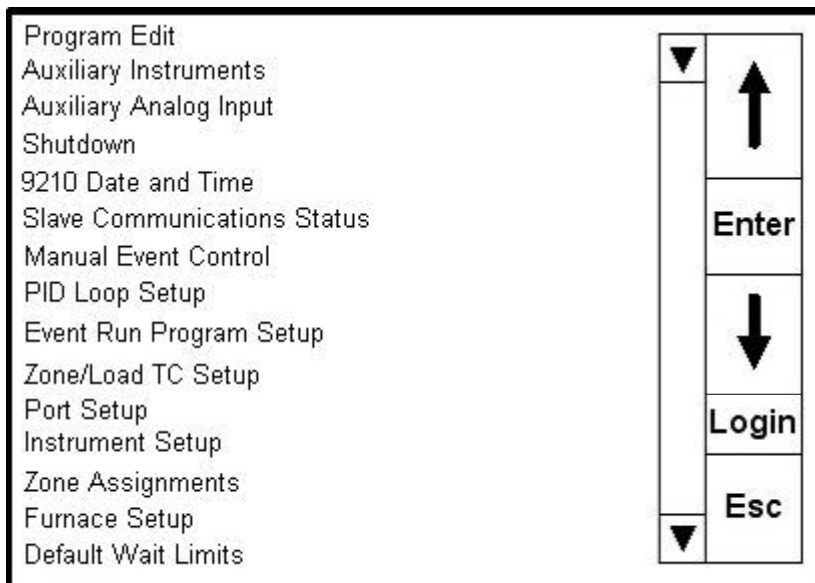 Program Edit
Auxiliary Instruments
Auxiliary Analog Input
Shutdown
9210 Date and Time
Slave Communications Status
Manual Event Control
PID Loop Setup
Event Run Program Setup
Zone/Load TC Setup
Port Setup
Instrument Setup
Zone Assignments
Furnace Setup
Default Wait Limits
Enter
Login
Esc